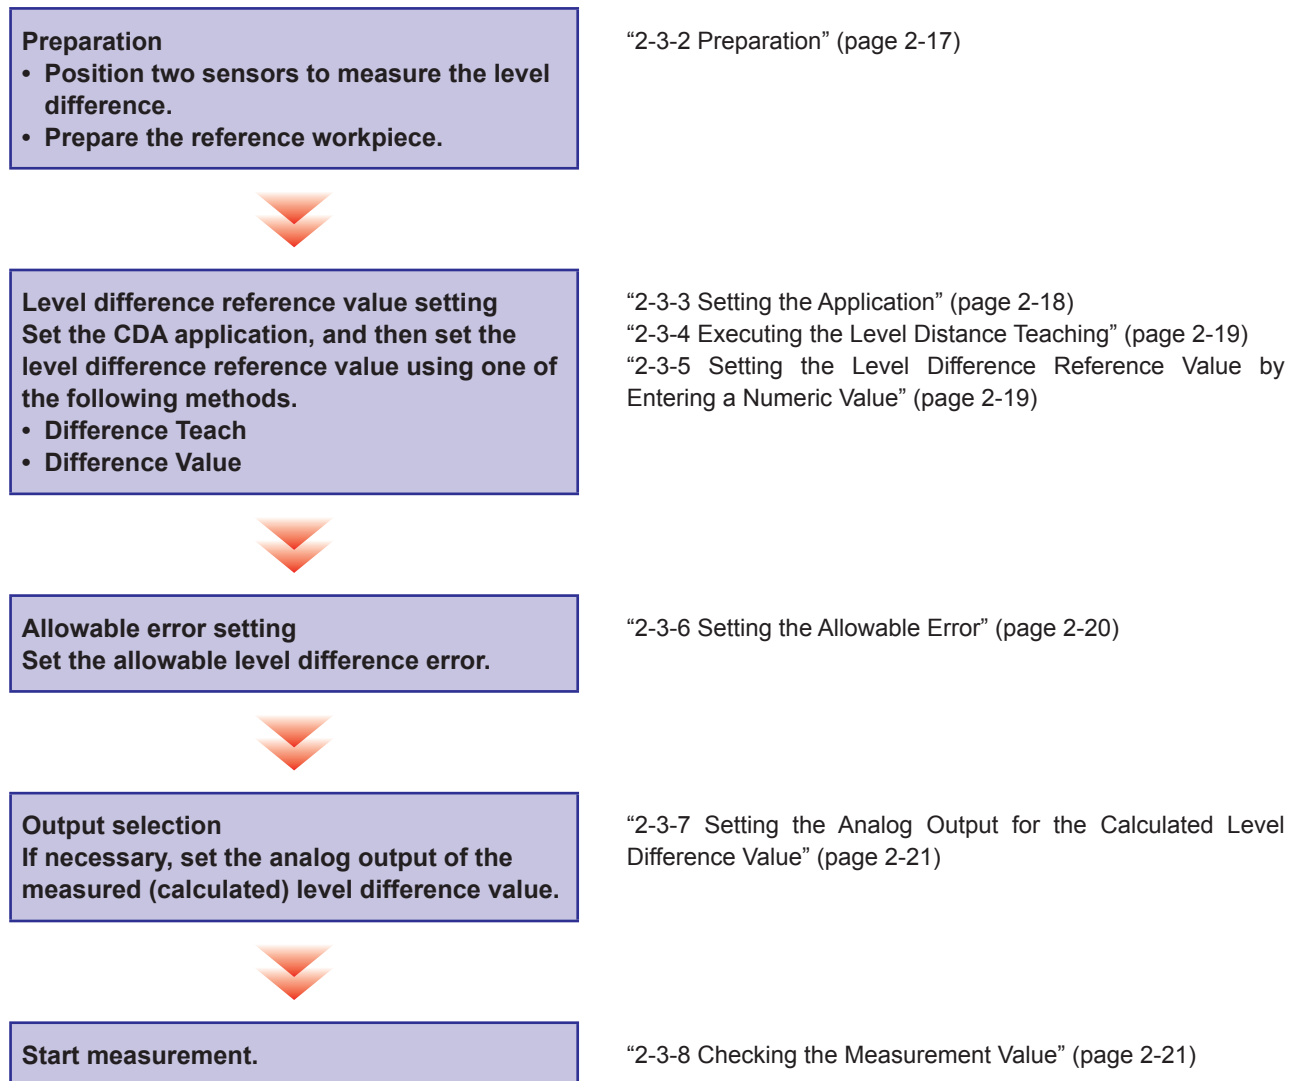 Preparation
• Position two sensors to measure the level
difference.
• Prepare the reference workpiece.
“2-3-2 Preparation” (page 2-17)
Level difference reference value setting
Set the CDA application, and then set the
level difference reference value using one of
the following methods.
• Difference Teach
• Difference Value
“2-3-3 Setting the Application” (page 2-18)
“2-3-4 Executing the Level Distance Teaching” (page 2-19)
“2-3-5 Setting the Level Difference Reference Value by
Entering a Numeric Value” (page 2-19)
Allowable error setting
Set the allowable level difference error.
“2-3-6 Setting the Allowable Error” (page 2-20)
Output selection
If necessary, set the analog output of the
measured (calculated) level difference value.
“2-3-7 Setting the Analog Output for the Calculated Level
Difference Value” (page 2-21)
Start measurement.
“2-3-8 Checking the Measurement Value” (page 2-21)